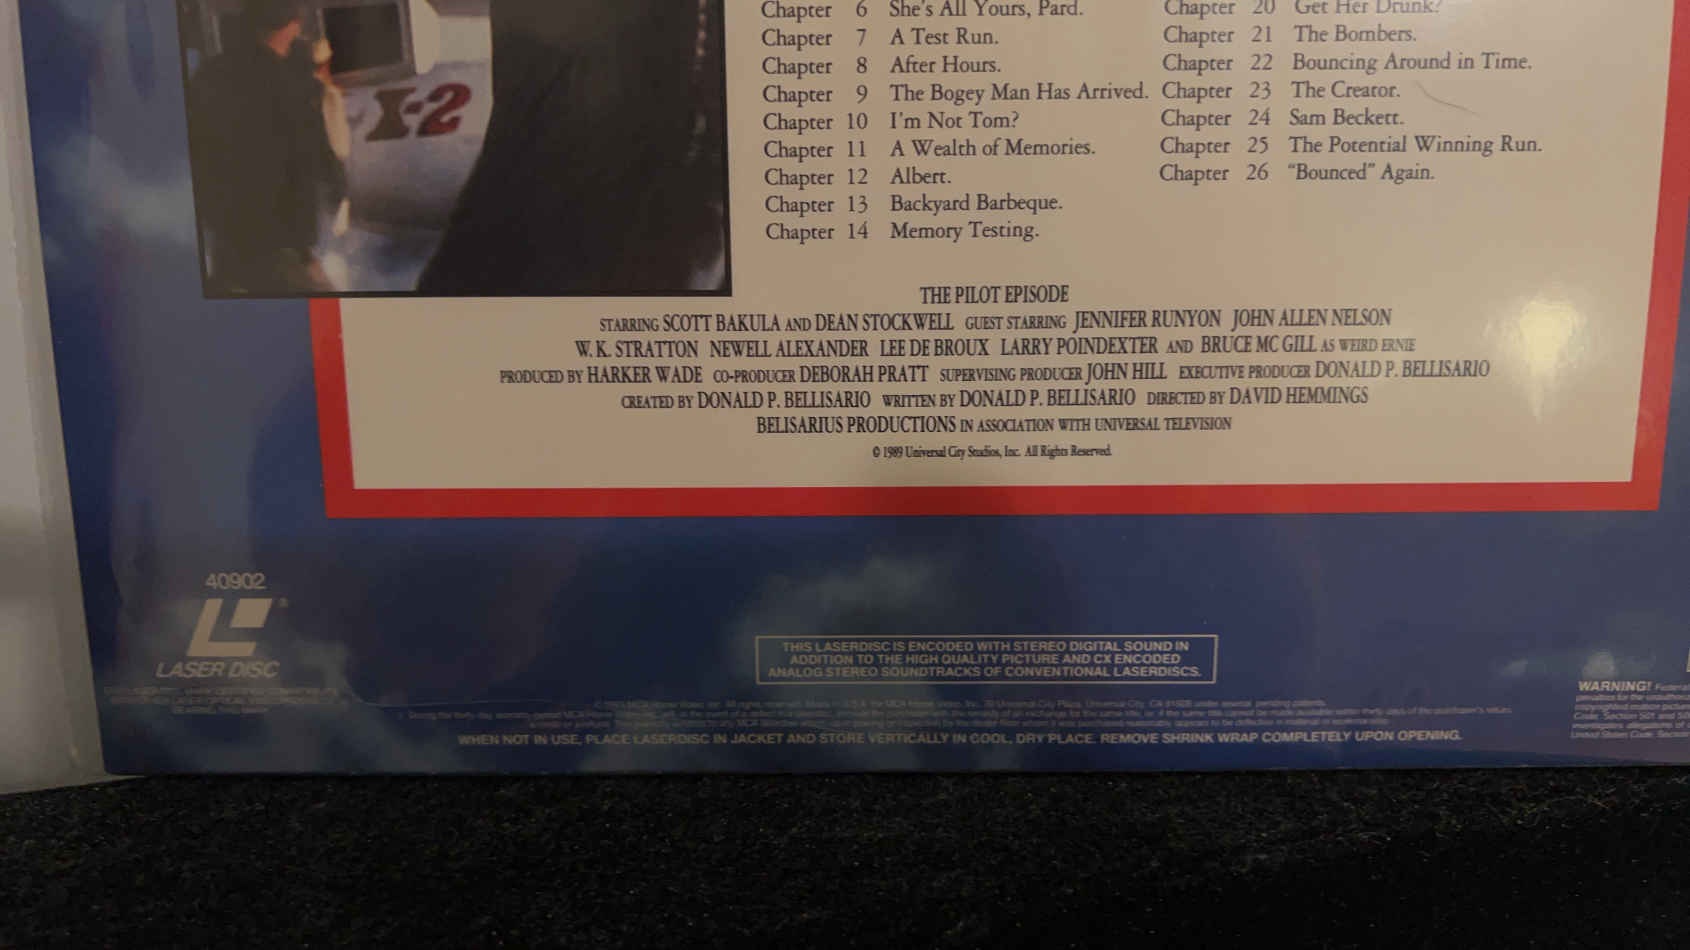 Chapter 6 She's All Yours, Pard.
Chapter 7 A Test Run.
Chapter 8 After Hours.
Chapter 9 The Bogey Man Has Arrived.
Chapter 10 I'm Not Tom?
Chapter 11 A Wealth of Memories.
Chapter 12 Albert.
Chapter 13 Backyard Barbeque.
Chapter 14 Memory Testing.
Chapter 20 Get Her Drunk?
Chapter 21 The Bombers.
Chapter 22 Bouncing Around in Time.
Chapter 23 The Creator.
Chapter 24 Sam Beckett.
Chapter 25 The Potential Winning Run.
Chapter 26 “Bounced” Again.
X-2
THE PILOT EPISODE
STARRING SCOTT BAKULA AND DEAN STOCKWELL GUEST STARRING JENNIFER RUNYON JOHN ALLEN NELSON
W. K. STRATTON NEWELL ALEXANDER LEE DE BROUX LARRY POINDEXTER AND BRUCE MC GILL AS WEIRD ERNIE
PRODUCED BY HARKER WADE CO-PRODUCER DEBORAH PRATT SUPERVISING PRODUCER JOHN HILL EXECUTIVE PRODUCER DONALD P. BELLISARIO
CREATED BY DONALD P. BELLISARIO WRITTEN BY DONALD P. BELLISARIO DIRECTED BY DAVID HEMMINGS
BELISARIUS PRODUCTIONS IN ASSOCIATION WITH UNIVERSAL TELEVISION
© 1989 Universal City Studios, Inc. All Rights Reserved.
40902
LASER DISC
THIS LASERDISC IS ENCODED WITH STEREO DIGITAL SOUND IN
ADDITION TO THE HIGH QUALITY PICTURE AND CX ENCODED
ANALOG STEREO SOUNDTRACKS OF CONVENTIONAL LASERDISCS.
WHEN NOT IN USE, PLACE LASERDISC IN JACKET AND STORE VERTICALLY IN COOL, DRY PLACE. REMOVE SHRINK WRAP COMPLETELY UPON OPENING.
WARNING! Federal
Code, Section 501 and
United States Code, Section